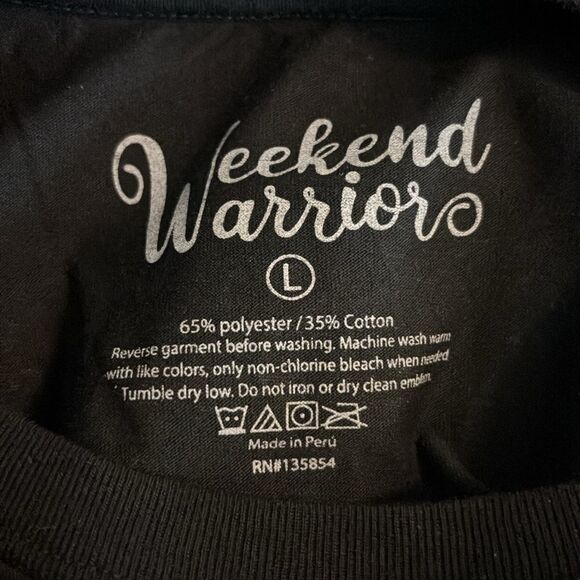 Weekend
Warrior
L
65% polyester / 35% Cotton
Reverse garment before washing. Machine wash warm
with like colors, only non-chlorine bleach when needed
Tumble dry low. Do not iron or dry clean emblem.
Made in Perú
RN#135854